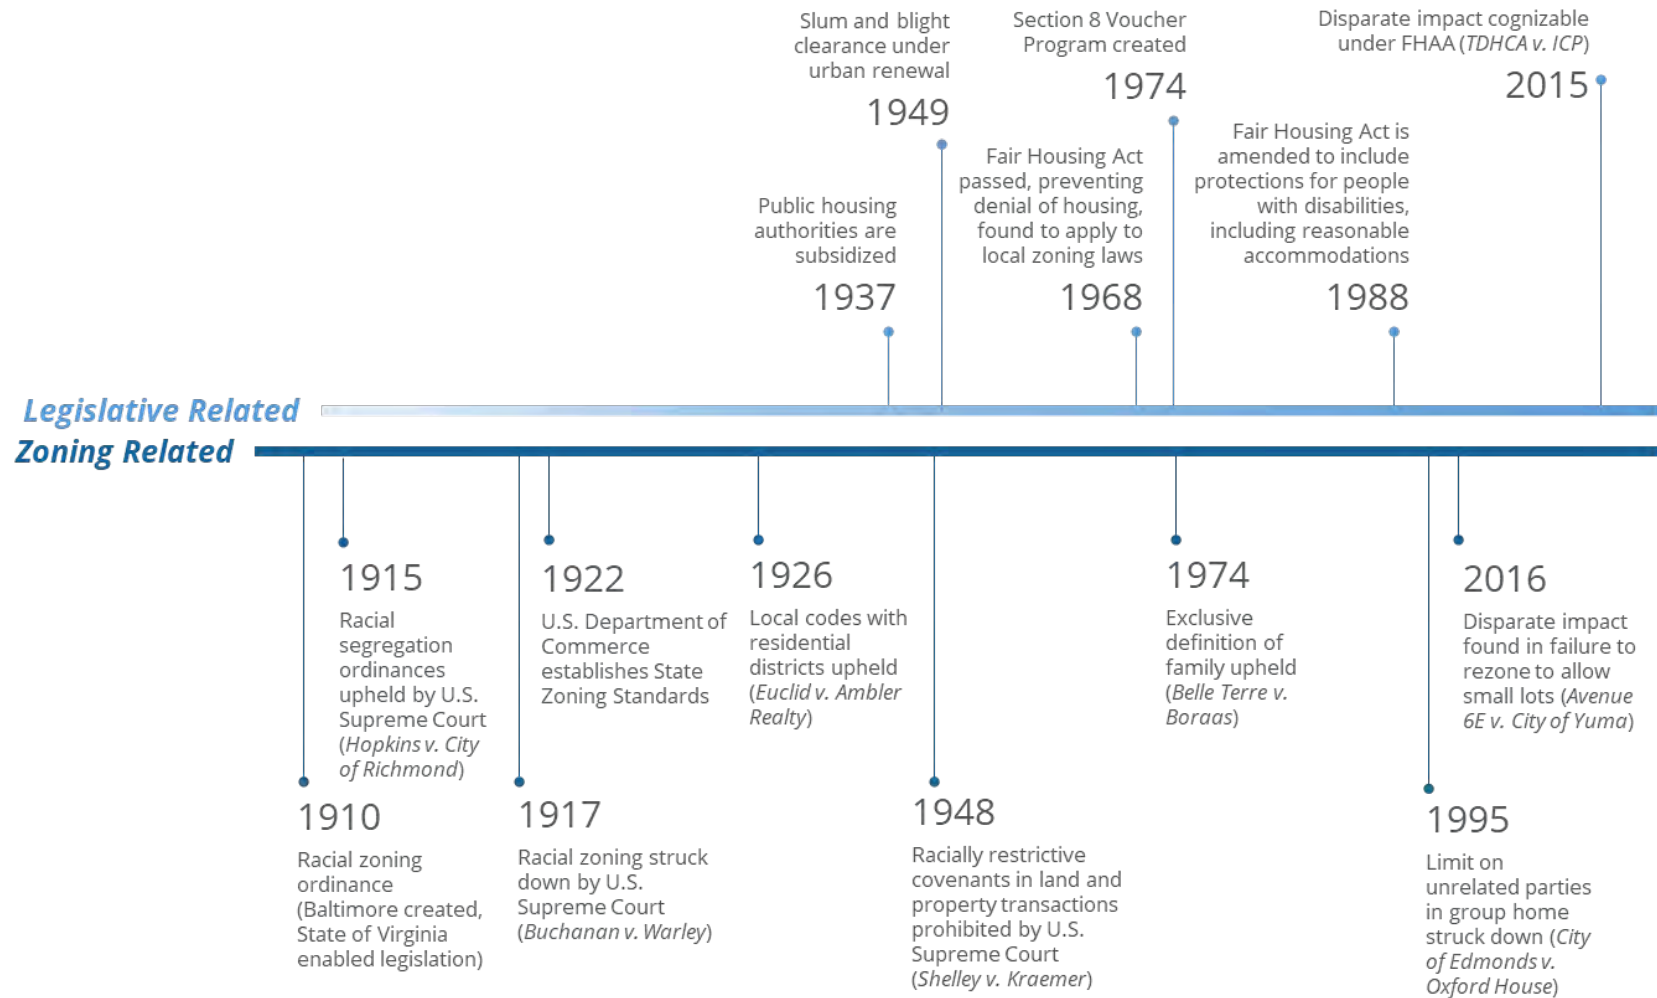 Slum and blight
clearance under
urban renewal
1949
Section 8 Voucher
Program created
1974
Disparate impact cognizable
under FHAA (TDHCA v. ICP)
2015
Public housing
authorities are
subsidized
1937
Fair Housing Act
passed, preventing
denial of housing,
found to apply to
local zoning laws
1968
Fair Housing Act is
amended to include
protections for people
with disabilities,
including reasonable
accommodations
1988
Legislative Related
Zoning Related
1915
Racial
segregation
ordinances
upheld by U.S.
Supreme Court
(Hopkins v. City
of Richmond)
1922
U.S. Department of
Commerce
establishes State
Zoning Standards
1926
Local codes with
residential
districts upheld
(Euclid v. Ambler
Realty)
1974
Exclusive
definition of
family upheld
(Belle Terre v.
Boraas)
2016
Disparate impact
found in failure to
rezone to allow
small lots (Avenue
6E v. City of Yuma)
1910
Racial zoning
ordinance
(Baltimore created,
State of Virginia
enabled legislation)
1917
Racial zoning struck
down by U.S.
Supreme Court
(Buchanan v. Warley)
1948
Racially restrictive
covenants in land and
property transactions
prohibited by U.S.
Supreme Court
(Shelley v. Kraemer)
1995
Limit on
unrelated parties
in group home
struck down (City
of Edmonds v.
Oxford House)